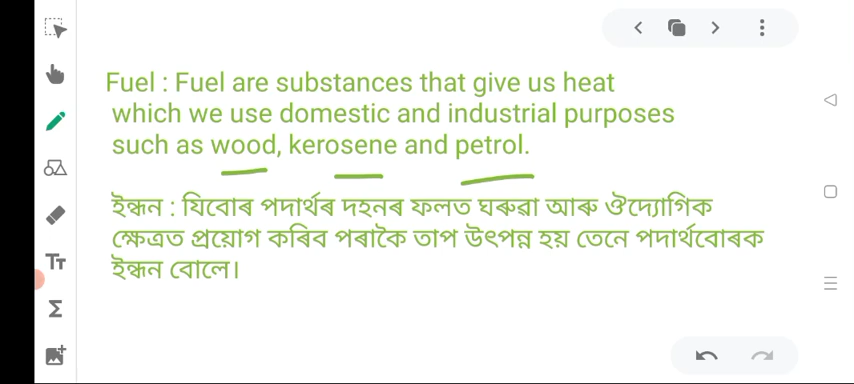 Fuel : Fuel are substances that give us heat
which we use domestic and industrial purposes
such as wood, kerosene and petrol.
ইন্ধন : যিবোৰ পদাৰ্থৰ দহনৰ ফলত ঘৰুৱা আৰু ঔদ্যোগিক
ক্ষেত্ৰত প্ৰয়োগ কৰিব পৰাকৈ তাপ উৎপন্ন হয় তেনে পদাৰ্থবোৰক
ইন্ধন বোলে।